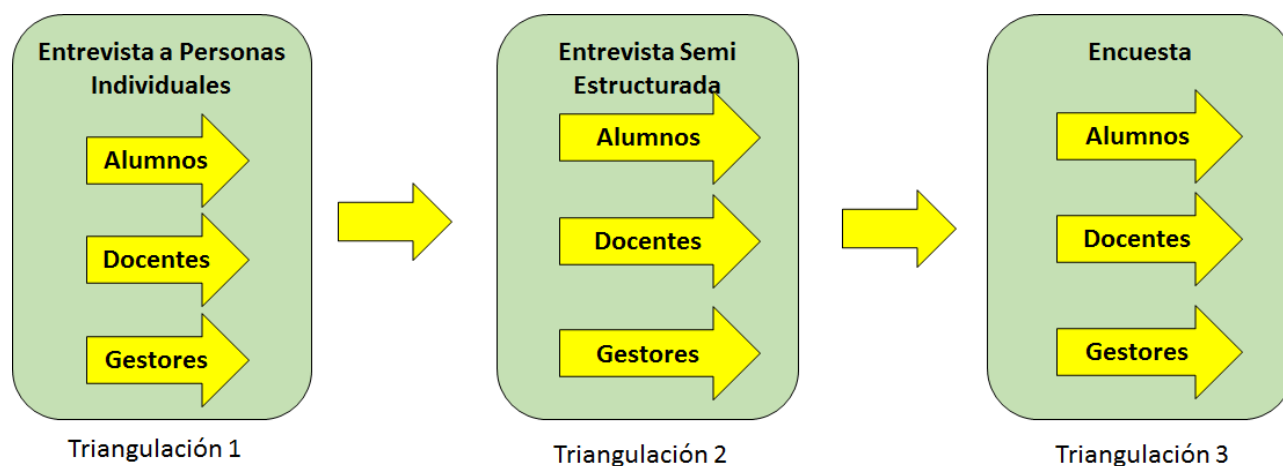 Entrevista a Personas
Individuales
Alumnos
Docentes
Gestores
Triangulación 1
Entrevista Semi
Estructurada
Alumnos
Docentes
Gestores
Triangulación 2
Encuesta
Alumnos
Docentes
Gestores
Triangulación 3